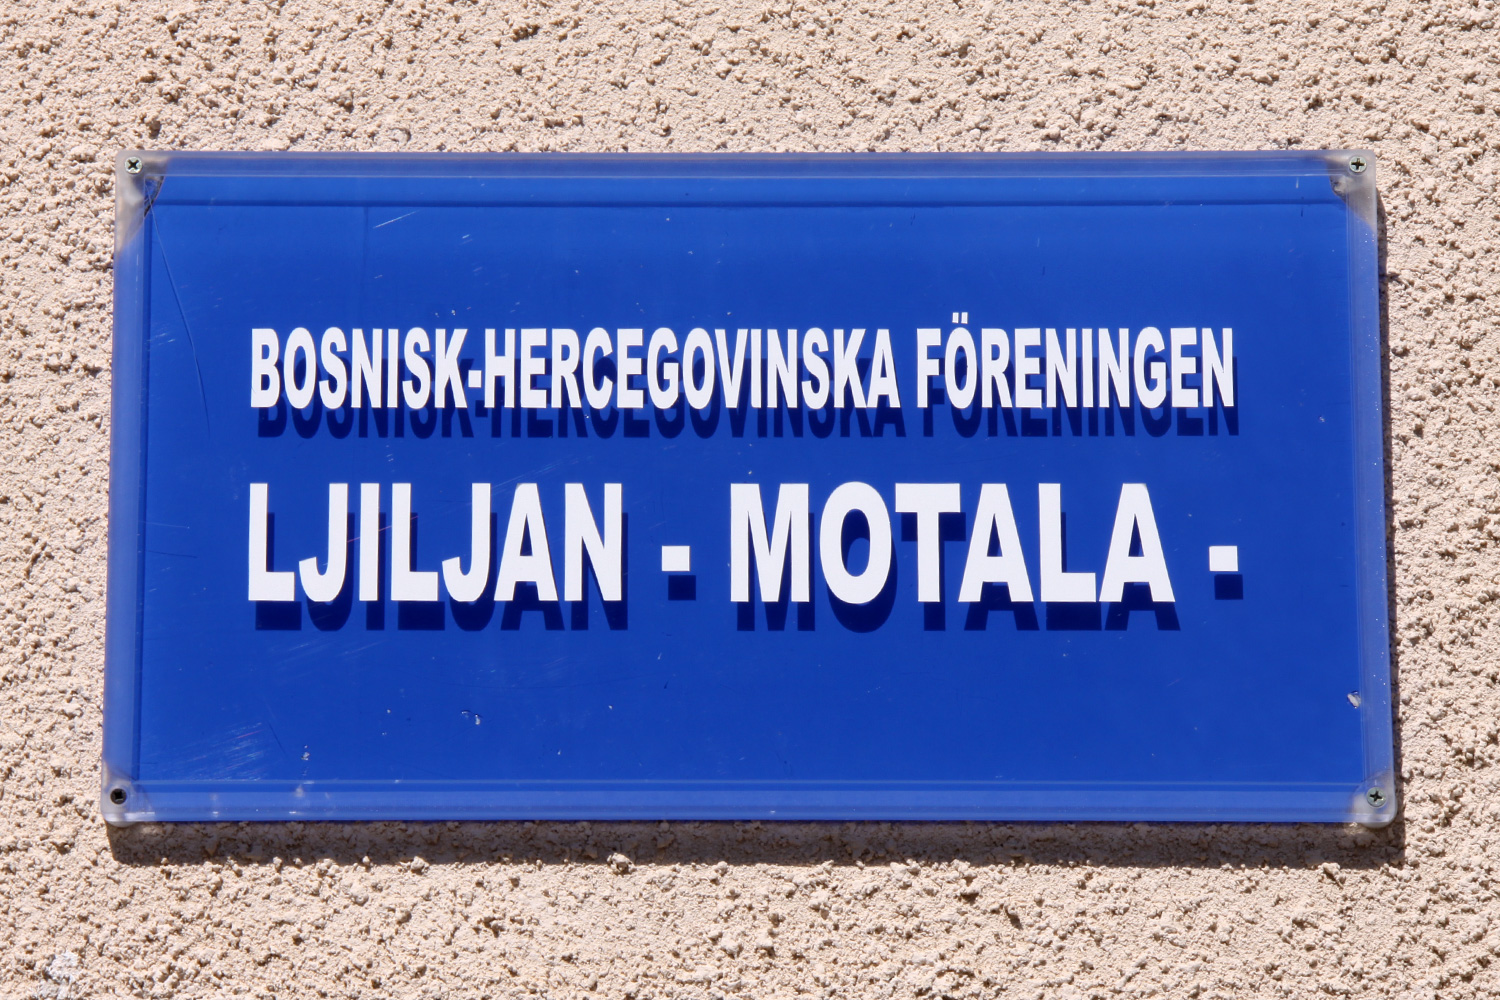 BOSNISK-HERCEGOVINSKA FÖRENINGEN
LJILJAN - MOTALA -